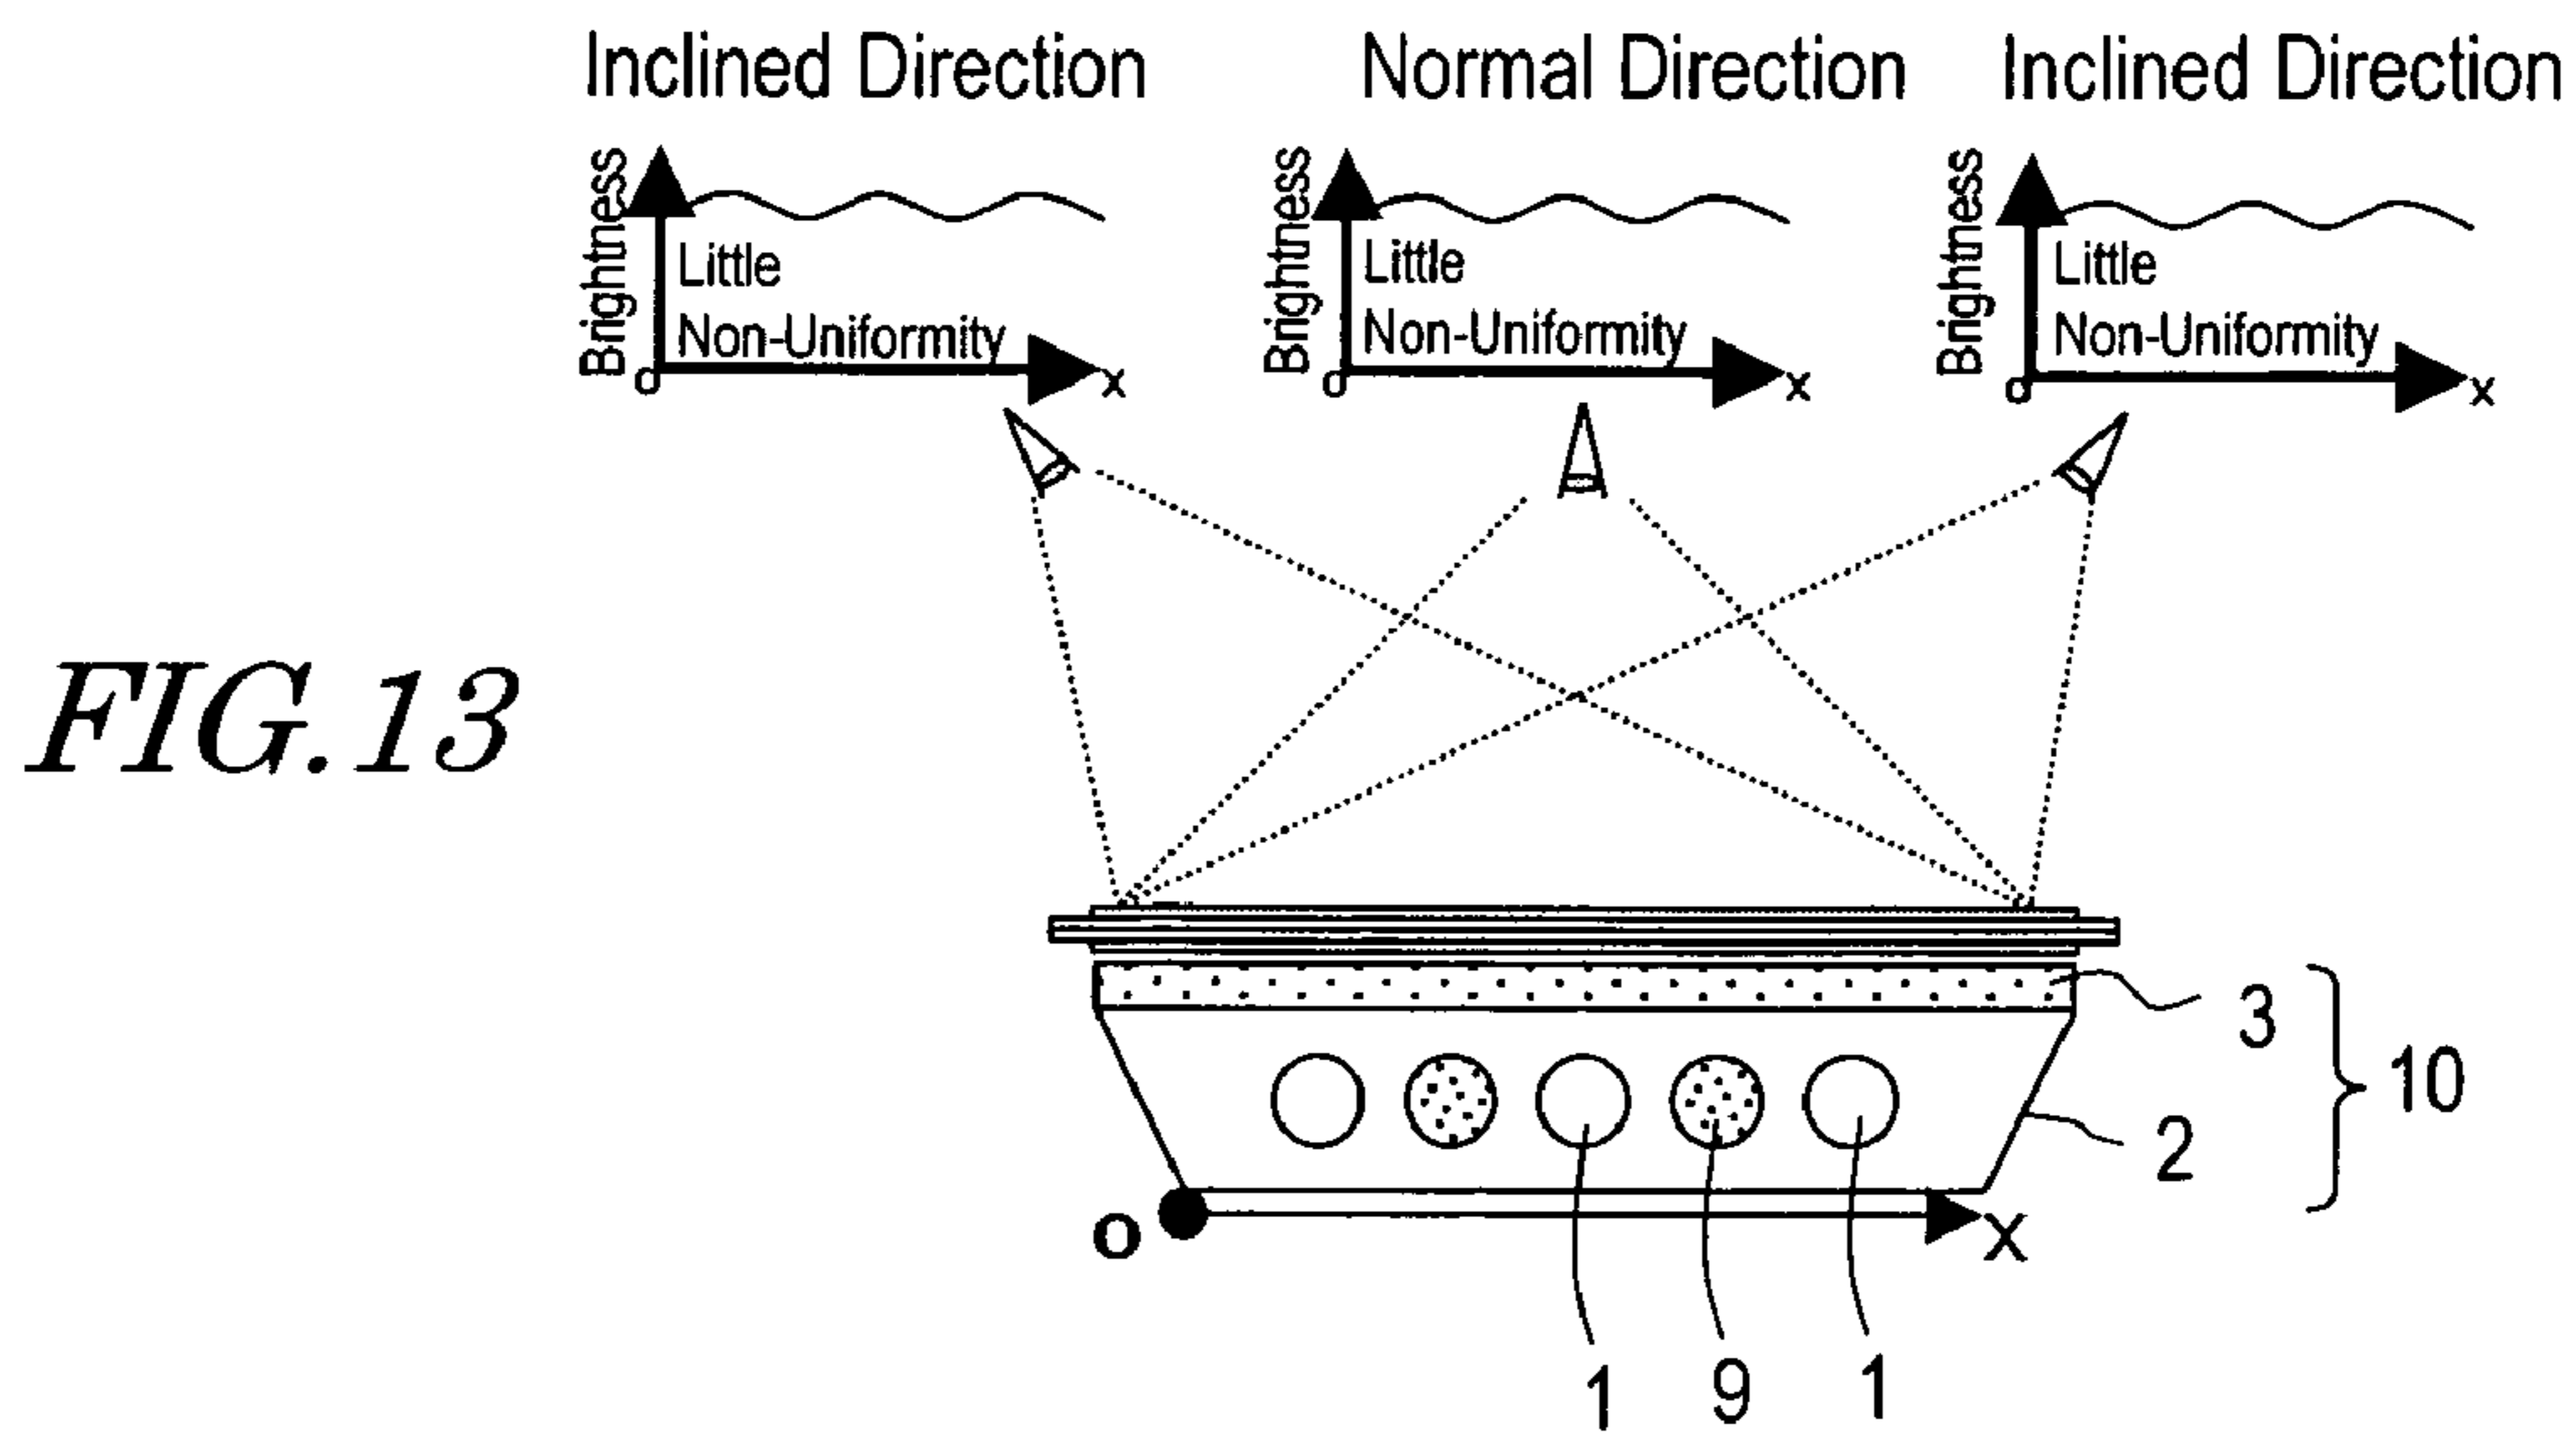 Inclined Direction
Normal Direction
Inclined Direction
Brightness
Little
Non-Uniformity
o
x
Brightness
Little
Non-Uniformity
o
x
Brightness
Little
Non-Uniformity
o
x
FIG.13
3
10
2
o
x
1
9
1